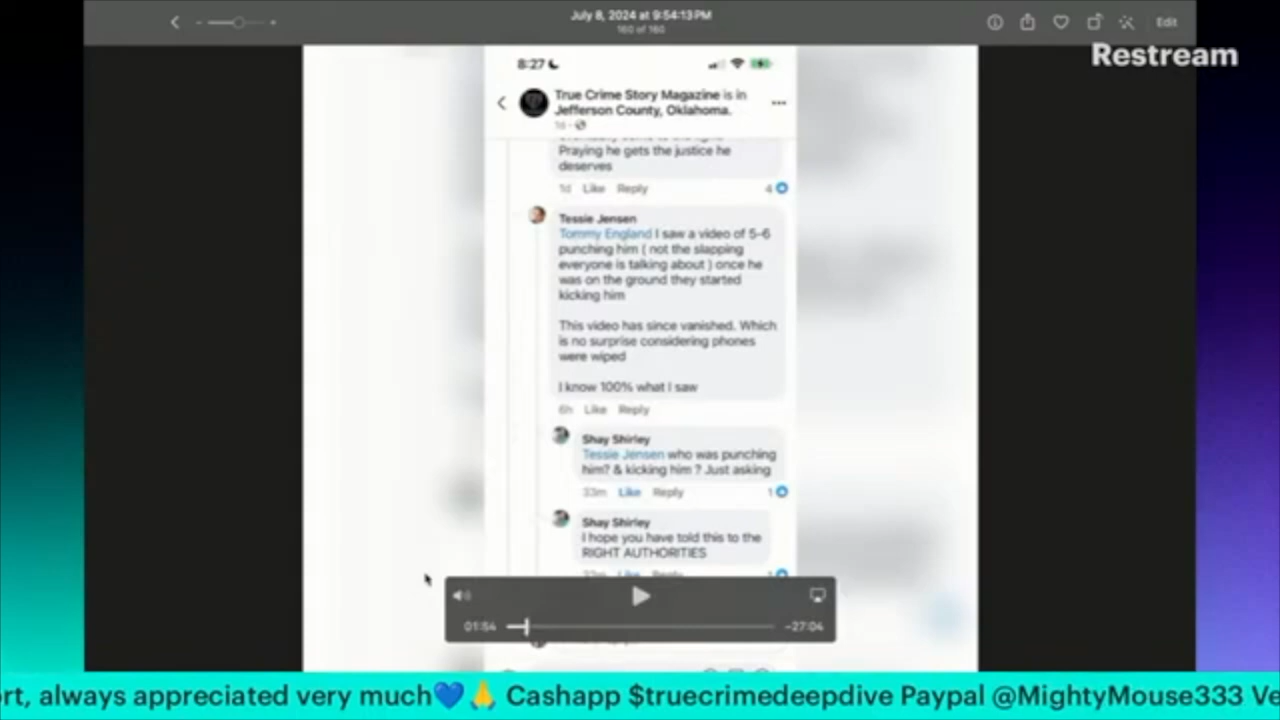 July 8, 2024 at 9:54:13 PM
160 of 160
Edit
Restream
8:27
True Crime Story Magazine is in
Jefferson County, Oklahoma.
1d
Praying he gets the justice he
deserves
1d Like Reply 4
Tessie Jensen
Tommy England I saw a video of 5-6
punching him ( not the slapping
everyone is talking about ) once he
was on the ground they started
kicking him
This video has since vanished. Which
is no surprise considering phones
were wiped
I know 100% what I saw
6h Like Reply
Shay Shirley
Tessie Jensen who was punching
him? & kicking him ? Just asking
33m Like Reply 1
Shay Shirley
I hope you have told this to the
RIGHT AUTHORITIES
Like Reply
01:54 -27:04
rt, always appreciated very much💙🙏 Cashapp $truecrimedeepdive Paypal @MightyMouse333 Ve